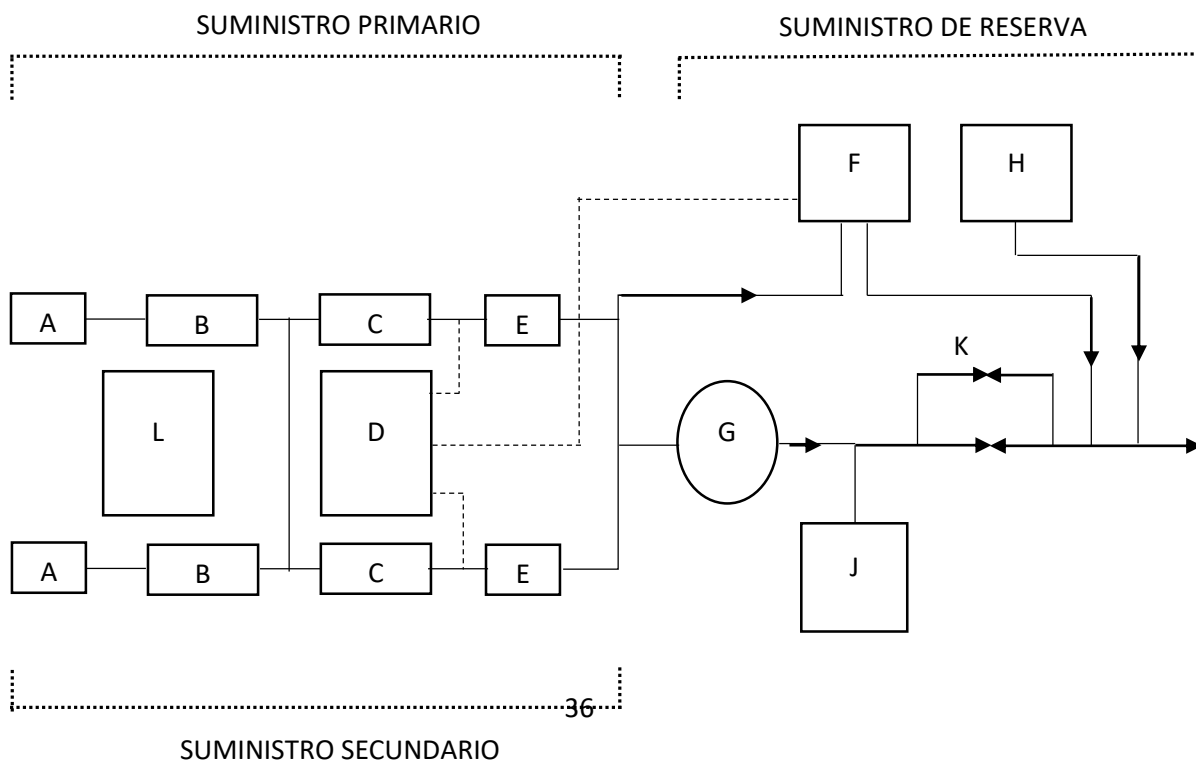 SUMINISTRO PRIMARIO
SUMINISTRO DE RESERVA
F
H
A
B
C
E
K
L
D
G
A
B
C
E
J
36
SUMINISTRO SECUNDARIO